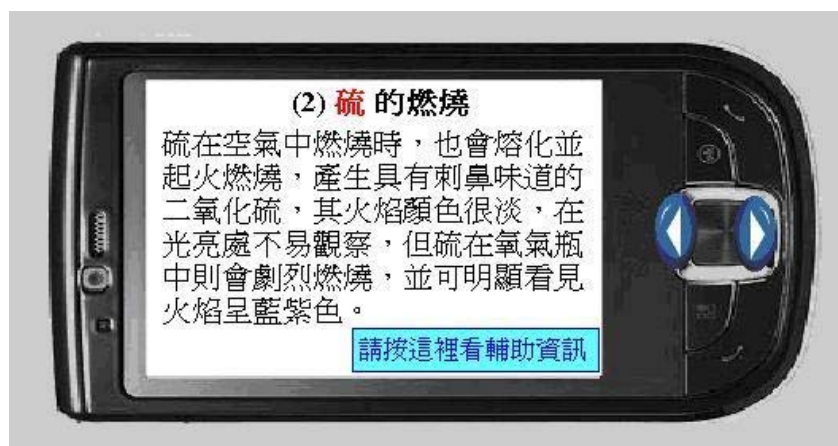 (2) 硫 的燃燒
硫在空氣中燃燒時，也會熔化並
起火燃燒，產生具有刺鼻味道的
二氧化硫，其火焰顏色很淡，在
光亮處不易觀察，但硫在氧氣瓶
中則會劇烈燃燒，並可明顯看見
火焰呈藍紫色。
請按這裡看輔助資訊